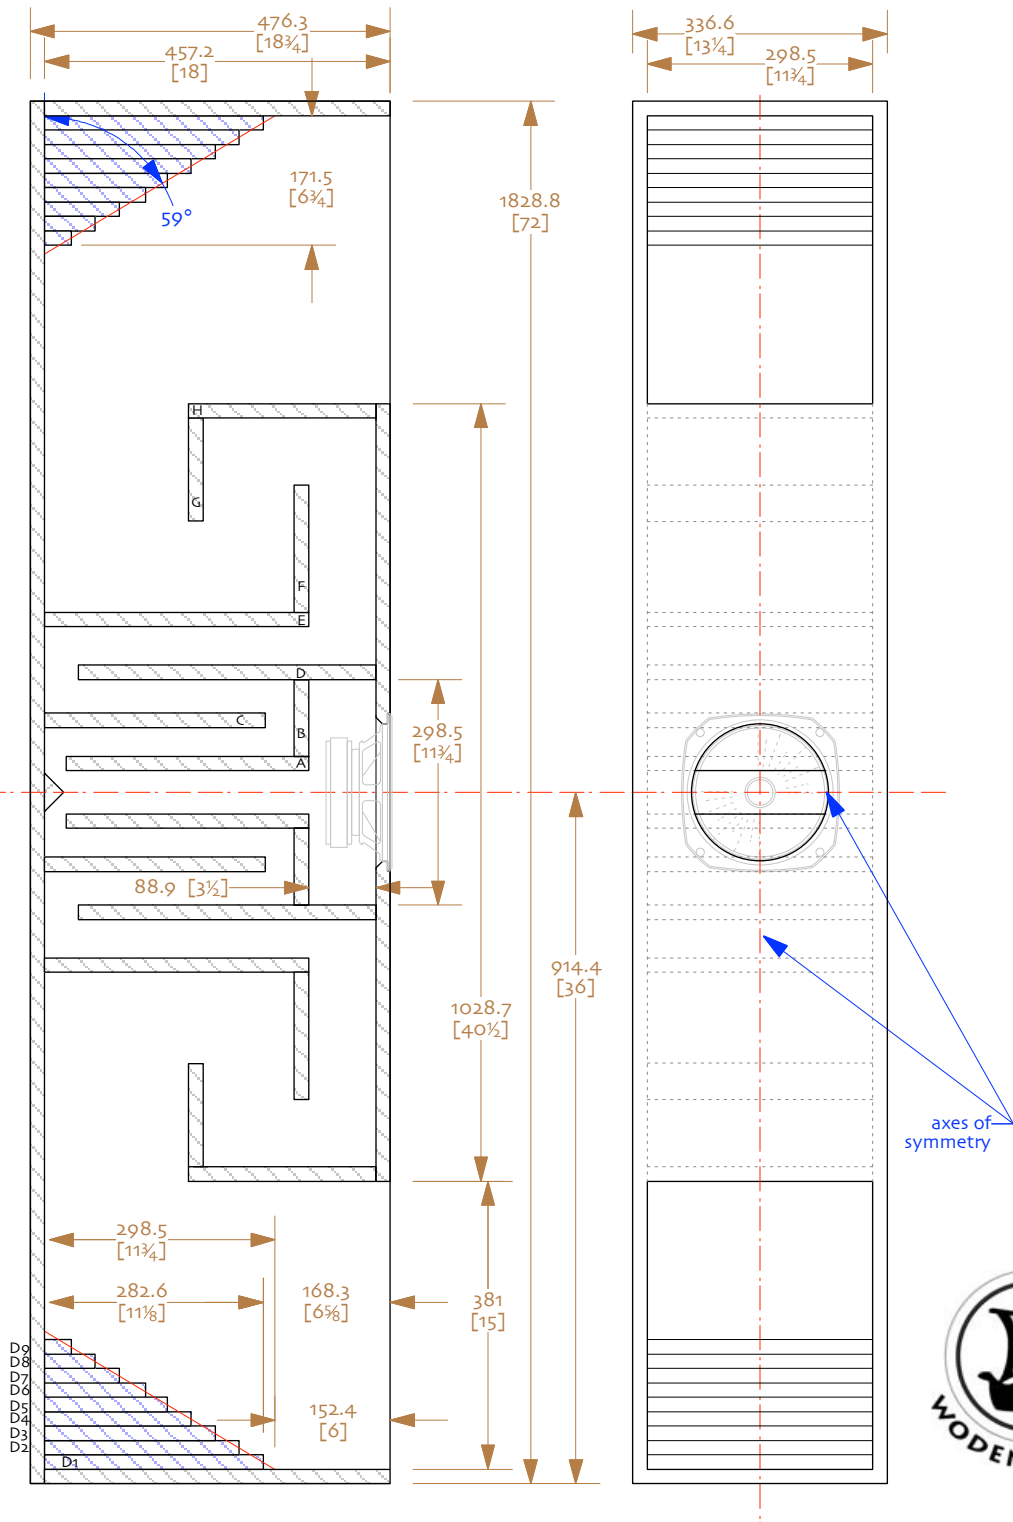 476.3
[18¾]
457.2
[18]
336.6
[13¼]
298.5
[11¾]
171.5
[6¾]
59°
1828.8
[72]
H
G
F
E
D
C
B
A
298.5
[11¾]
88.9 [3½]
914.4
[36]
1028.7
[40½]
axes of
symmetry
298.5
[11¾]
282.6
[11⅛]
168.3
[6⅝]
381
[15]
152.4
[6]
D9
D8
D7
D6
D5
D4
D3
D2
D1
WODEN